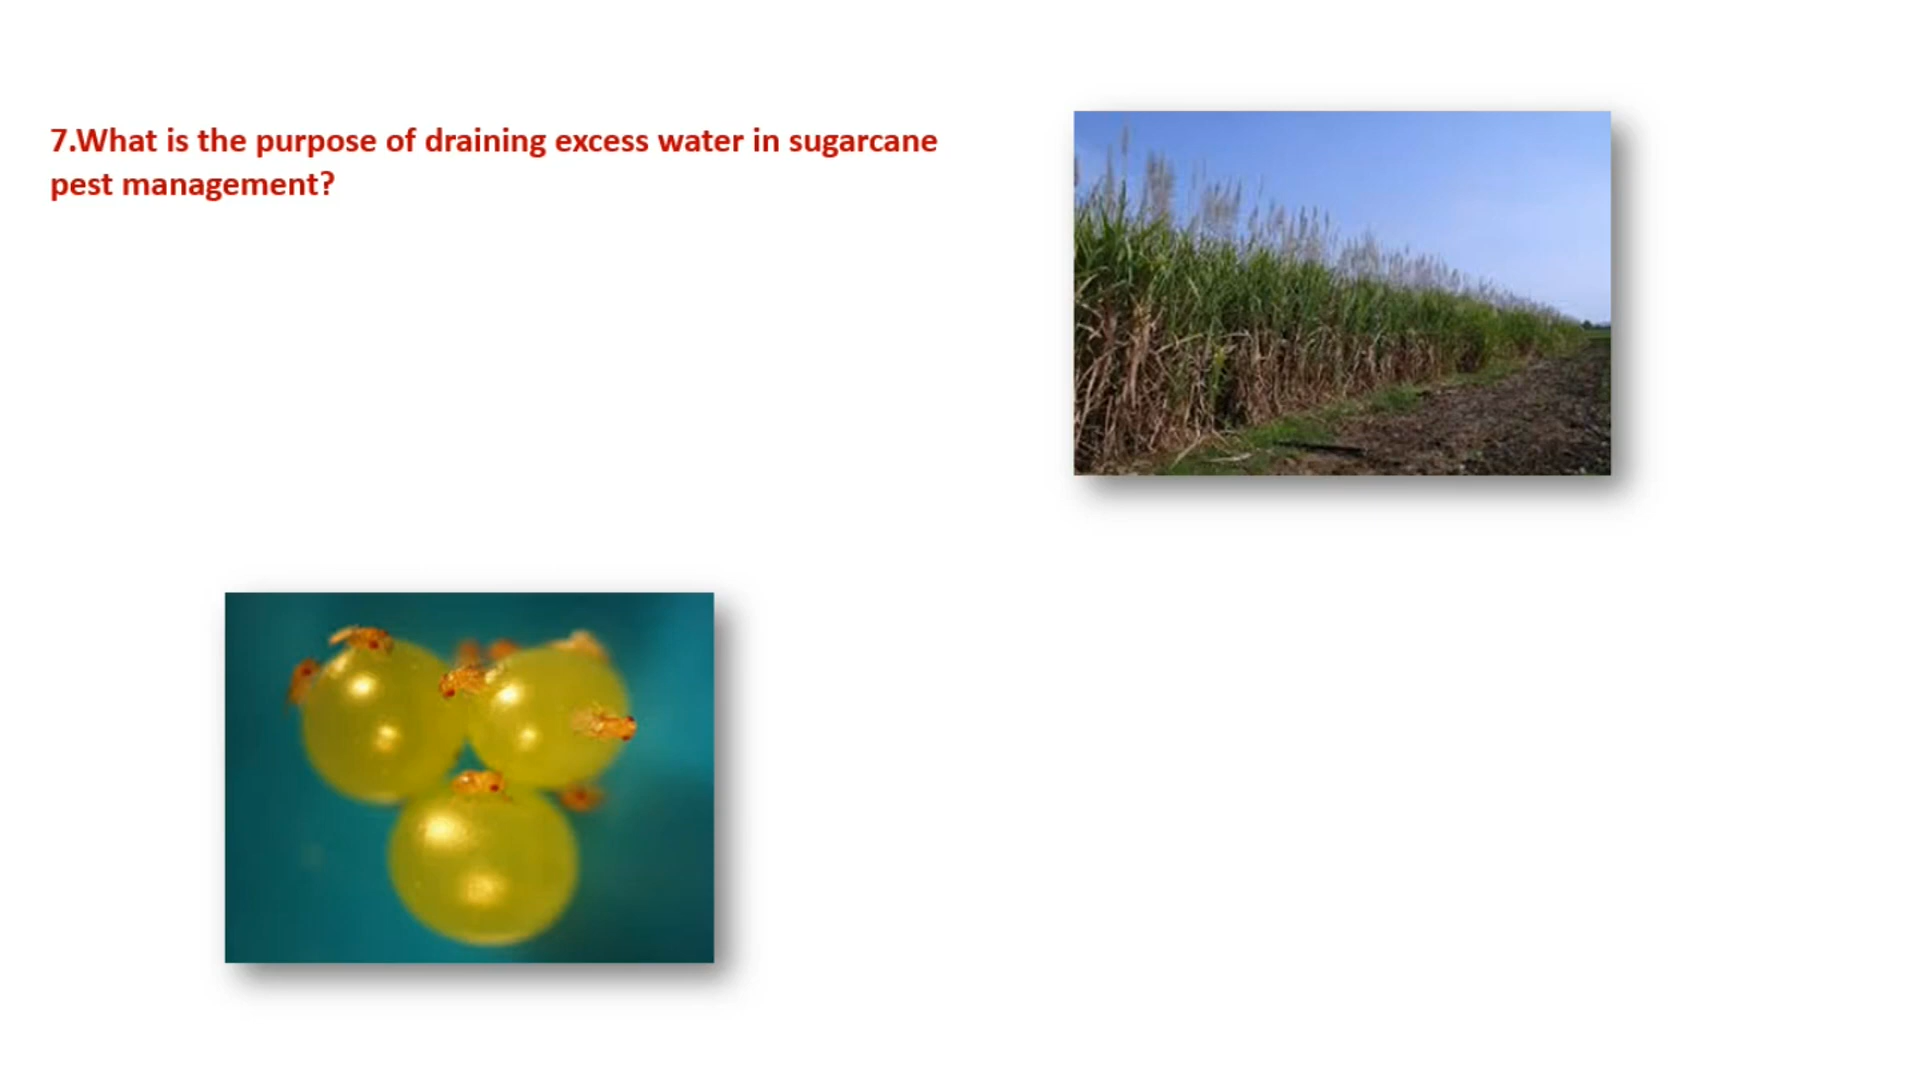 7.What is the purpose of draining excess water in sugarcane
pest management?